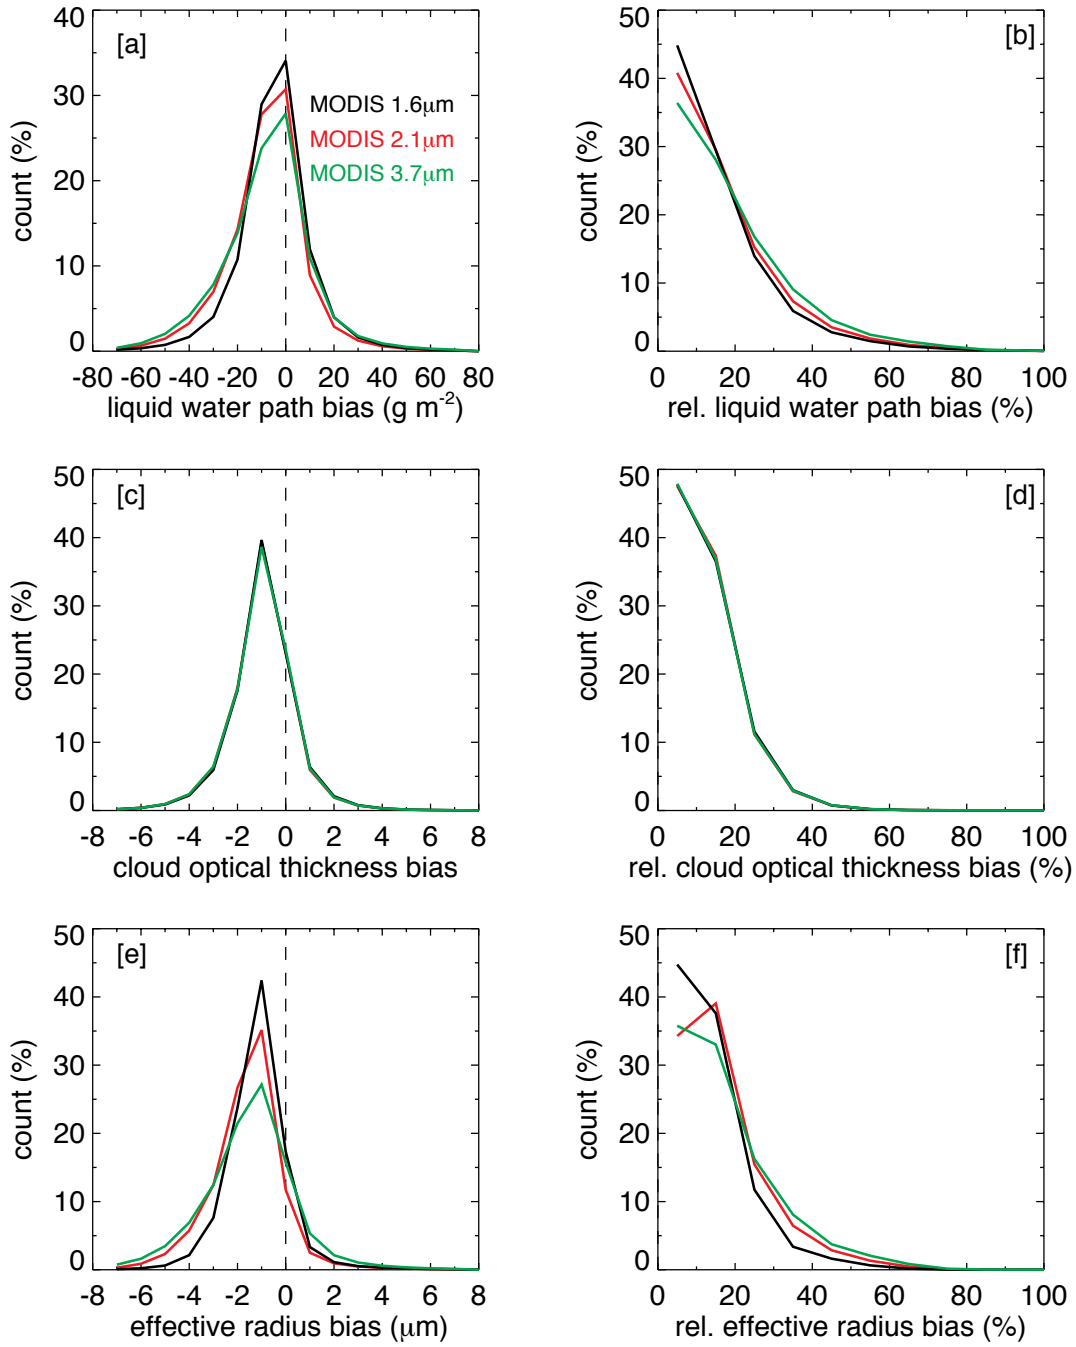 40
30
20
10
0
count (%)
[a]
MODIS 1.6μm
MODIS 2.1μm
MODIS 3.7μm
-80 -60 -40 -20 0 20 40 60 80
liquid water path bias (g m-2)
50
40
30
20
10
0
count (%)
[b]
0 20 40 60 80 100
rel. liquid water path bias (%)
50
40
30
20
10
0
count (%)
[c]
-8 -6 -4 -2 0 2 4 6 8
cloud optical thickness bias
50
40
30
20
10
0
count (%)
[d]
0 20 40 60 80 100
rel. cloud optical thickness bias (%)
50
40
30
20
10
0
count (%)
[e]
-8 -6 -4 -2 0 2 4 6 8
effective radius bias (μm)
50
40
30
20
10
0
count (%)
[f]
0 20 40 60 80 100
rel. effective radius bias (%)